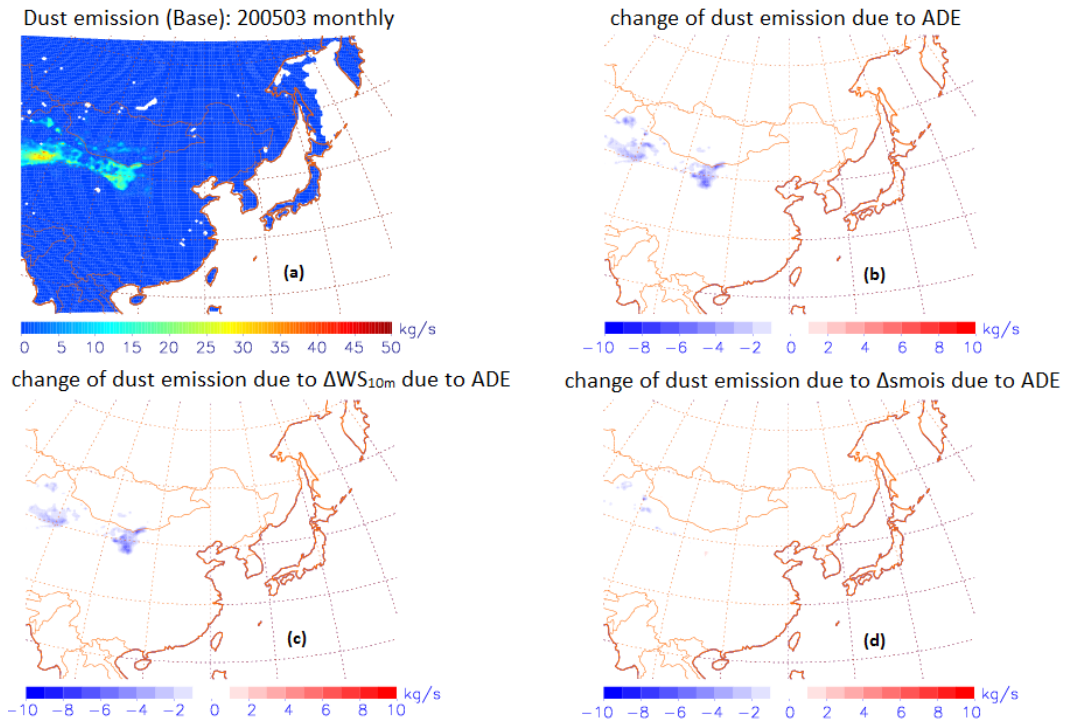 Dust emission (Base): 200503 monthly
change of dust emission due to ADE
(a)
(b)
kg/s
0 5 10 15 20 25 30 35 40 45 50
kg/s
−10 −8 −6 −4 −2 0 2 4 6 8 10
change of dust emission due to ΔWS10m due to ADE
change of dust emission due to Δsmois due to ADE
(c)
(d)
kg/s
−10 −8 −6 −4 −2 0 2 4 6 8 10
kg/s
−10 −8 −6 −4 −2 0 2 4 6 8 10